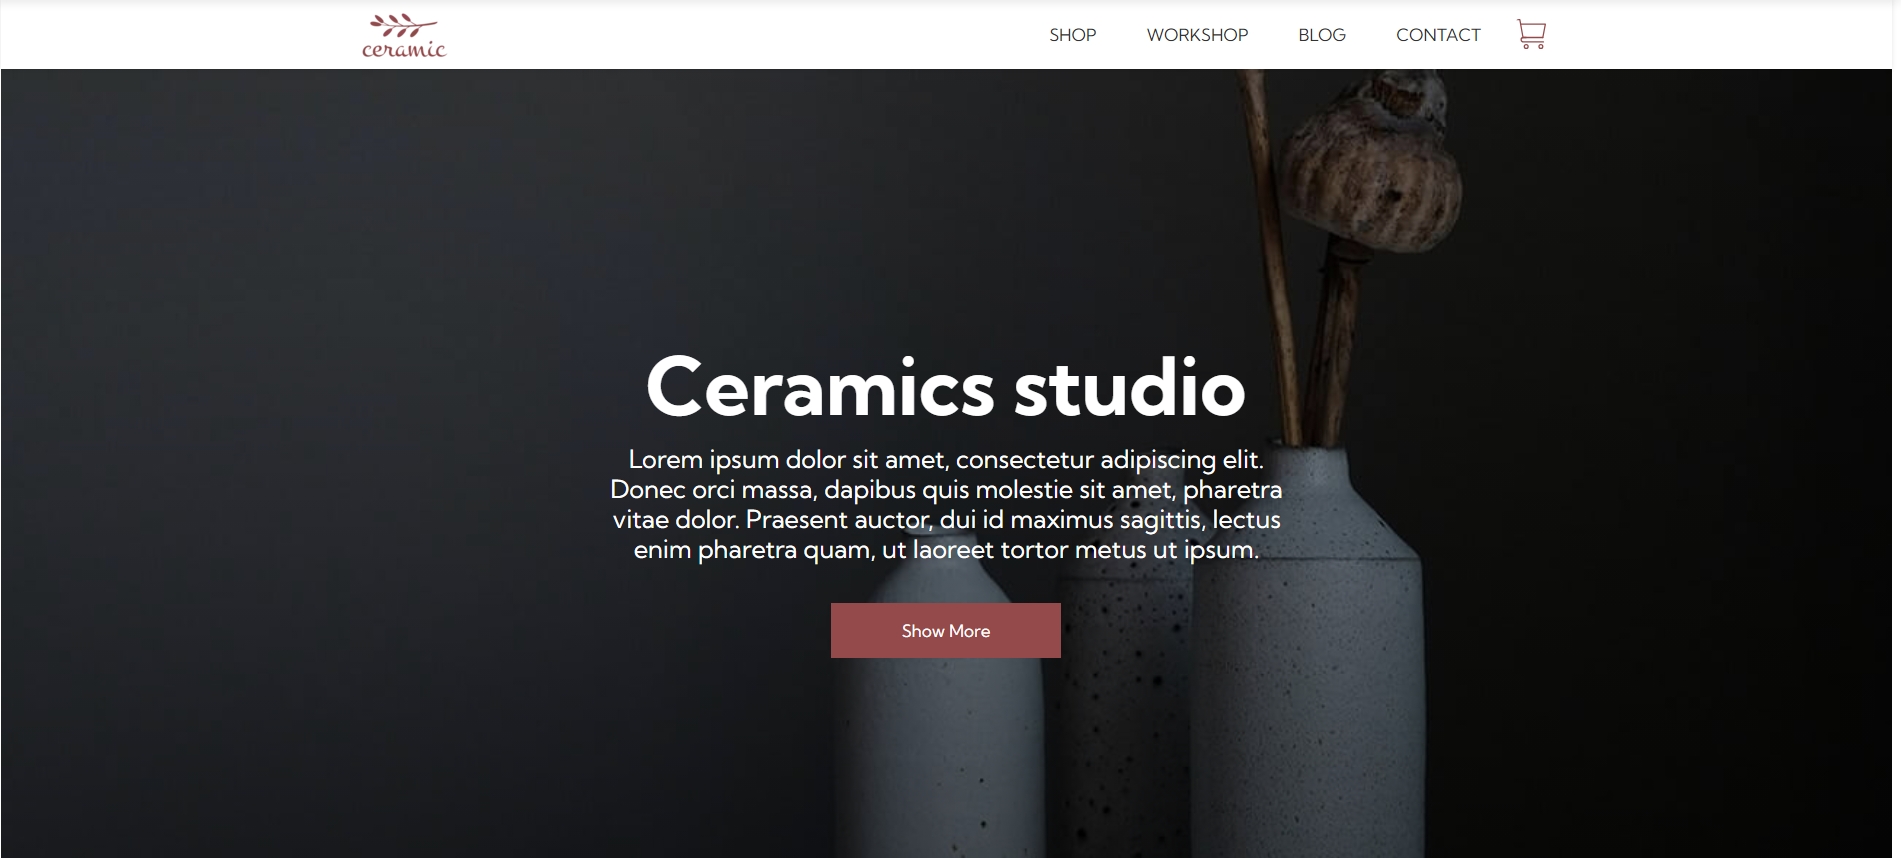 ceramic
SHOP WORKSHOP BLOG CONTACT
Ceramics studio
Lorem ipsum dolor sit amet, consectetur adipiscing elit.
Donec orci massa, dapibus quis molestie sit amet, pharetra
vitae dolor. Praesent auctor, dui id maximus sagittis, lectus
enim pharetra quam, ut laoreet tortor metus ut ipsum.
Show More